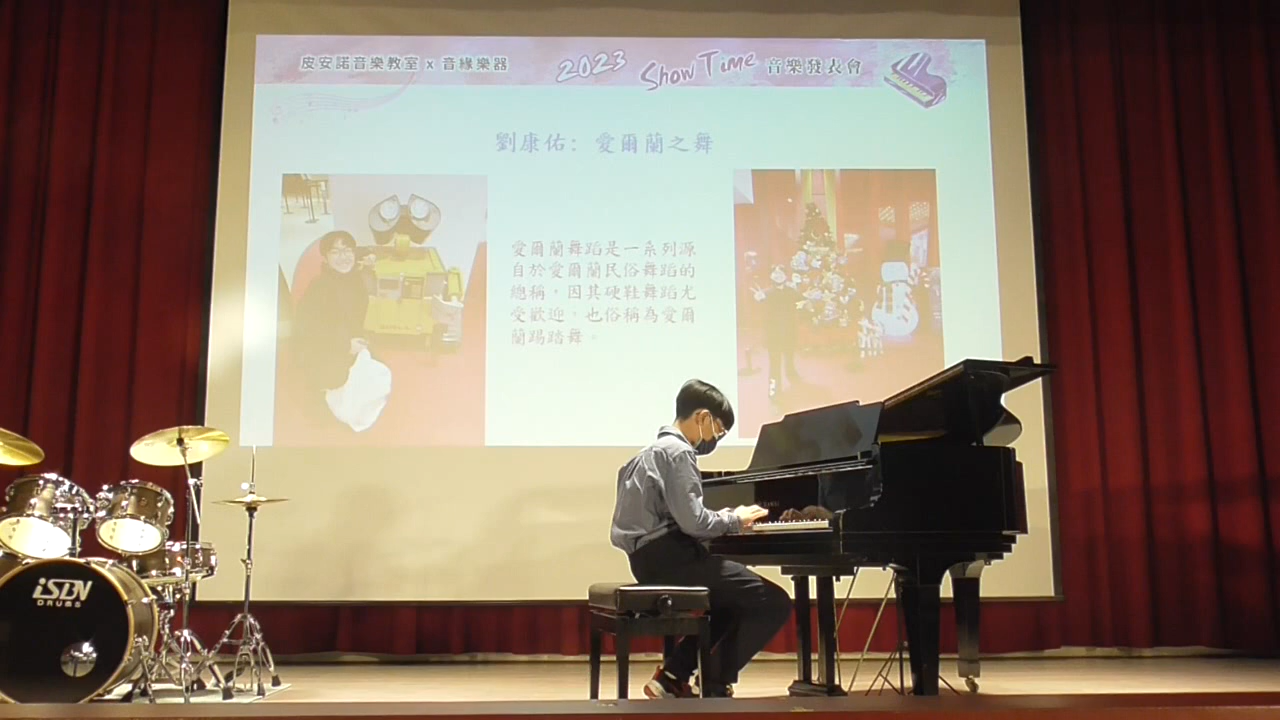 皮安諾音樂教室 x 音緣樂器
2023 Show Time 音樂發表會
劉康佑: 愛爾蘭之舞
愛爾蘭舞蹈是一系列源
自於愛爾蘭民俗舞蹈的
總稱，因其硬鞋舞蹈尤
受歡迎，也俗稱為愛爾
蘭踢踏舞。
iSBN
DRUMS